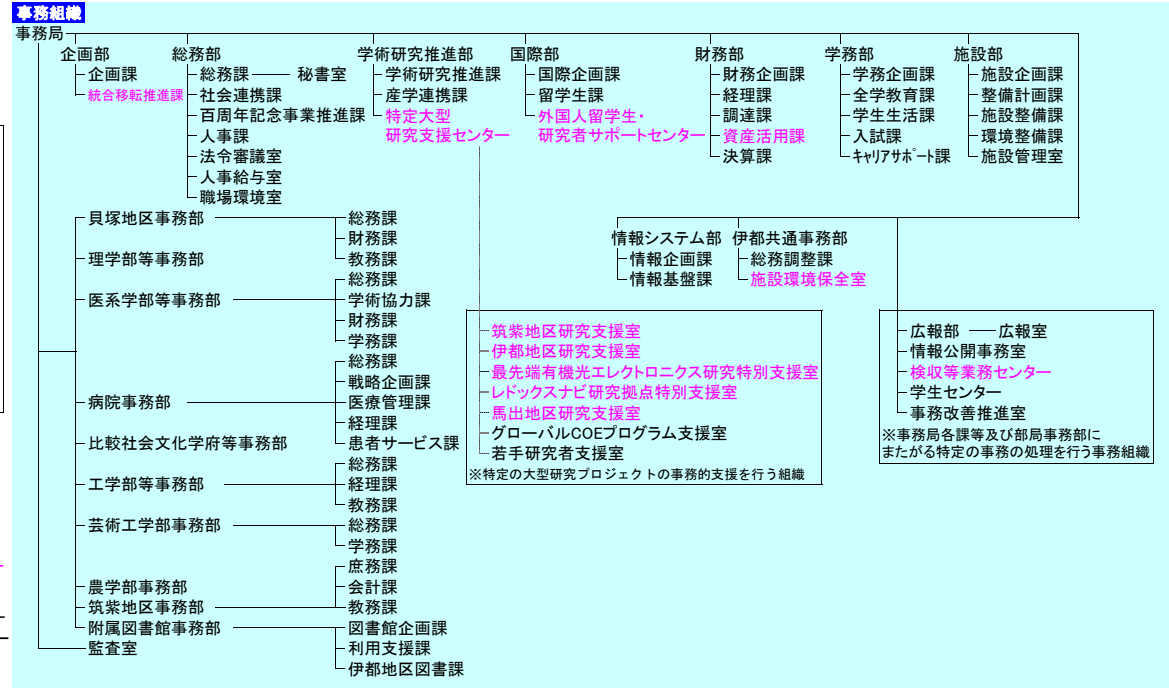 事務組織
事務局
企画部
企画課
統合移転推進課
総務部
総務課
秘書室
社会連携課
百周年記念事業推進課
人事課
法令審議室
人事給与室
職場環境室
学術研究推進部
学術研究推進課
産学連携課
特定大型
研究支援センター
国際部
国際企画課
留学生課
外国人留学生・
研究者サポートセンター
財務部
財務企画課
経理課
調達課
資産活用課
決算課
学務部
学務企画課
全学教育課
学生生活課
入試課
ｷｬﾘｱｻﾎﾟｰﾄ課
施設部
施設企画課
整備計画課
施設整備課
環境整備課
施設管理室
貝塚地区事務部
総務課
財務課
教務課
理学部等事務部
医系学部等事務部
総務課
学術協力課
財務課
学務課
病院事務部
総務課
戦略企画課
医療管理課
経理課
患者サービス課
比較社会文化学府等事務部
工学部等事務部
総務課
経理課
教務課
芸術工学部事務部
総務課
学務課
農学部事務部
筑紫地区事務部
庶務課
会計課
教務課
附属図書館事務部
図書館企画課
利用支援課
伊都地区図書課
監査室
情報システム部
情報企画課
情報基盤課
伊都共通事務部
総務調整課
施設環境保全室
筑紫地区研究支援室
伊都地区研究支援室
最先端有機光エレクトロニクス研究特別支援室
レドックスナビ研究拠点特別支援室
馬出地区研究支援室
グローバルCOEプログラム支援室
若手研究者支援室
※特定の大型研究プロジェクトの事務的支援を行う組織
広報部
広報室
情報公開事務室
検収等業務センター
学生センター
事務改善推進室
※事務局各課等及び部局事務部に
またがる特定の事務の処理を行う事務組織